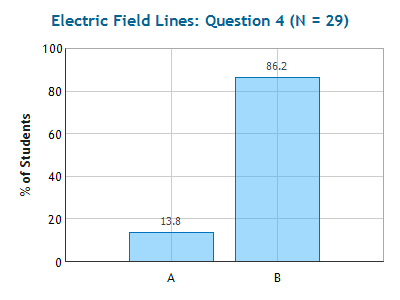 Electric Field Lines: Question 4 (N = 29)
% of Students
100
80
60
40
20
0
13.8
86.2
A
B